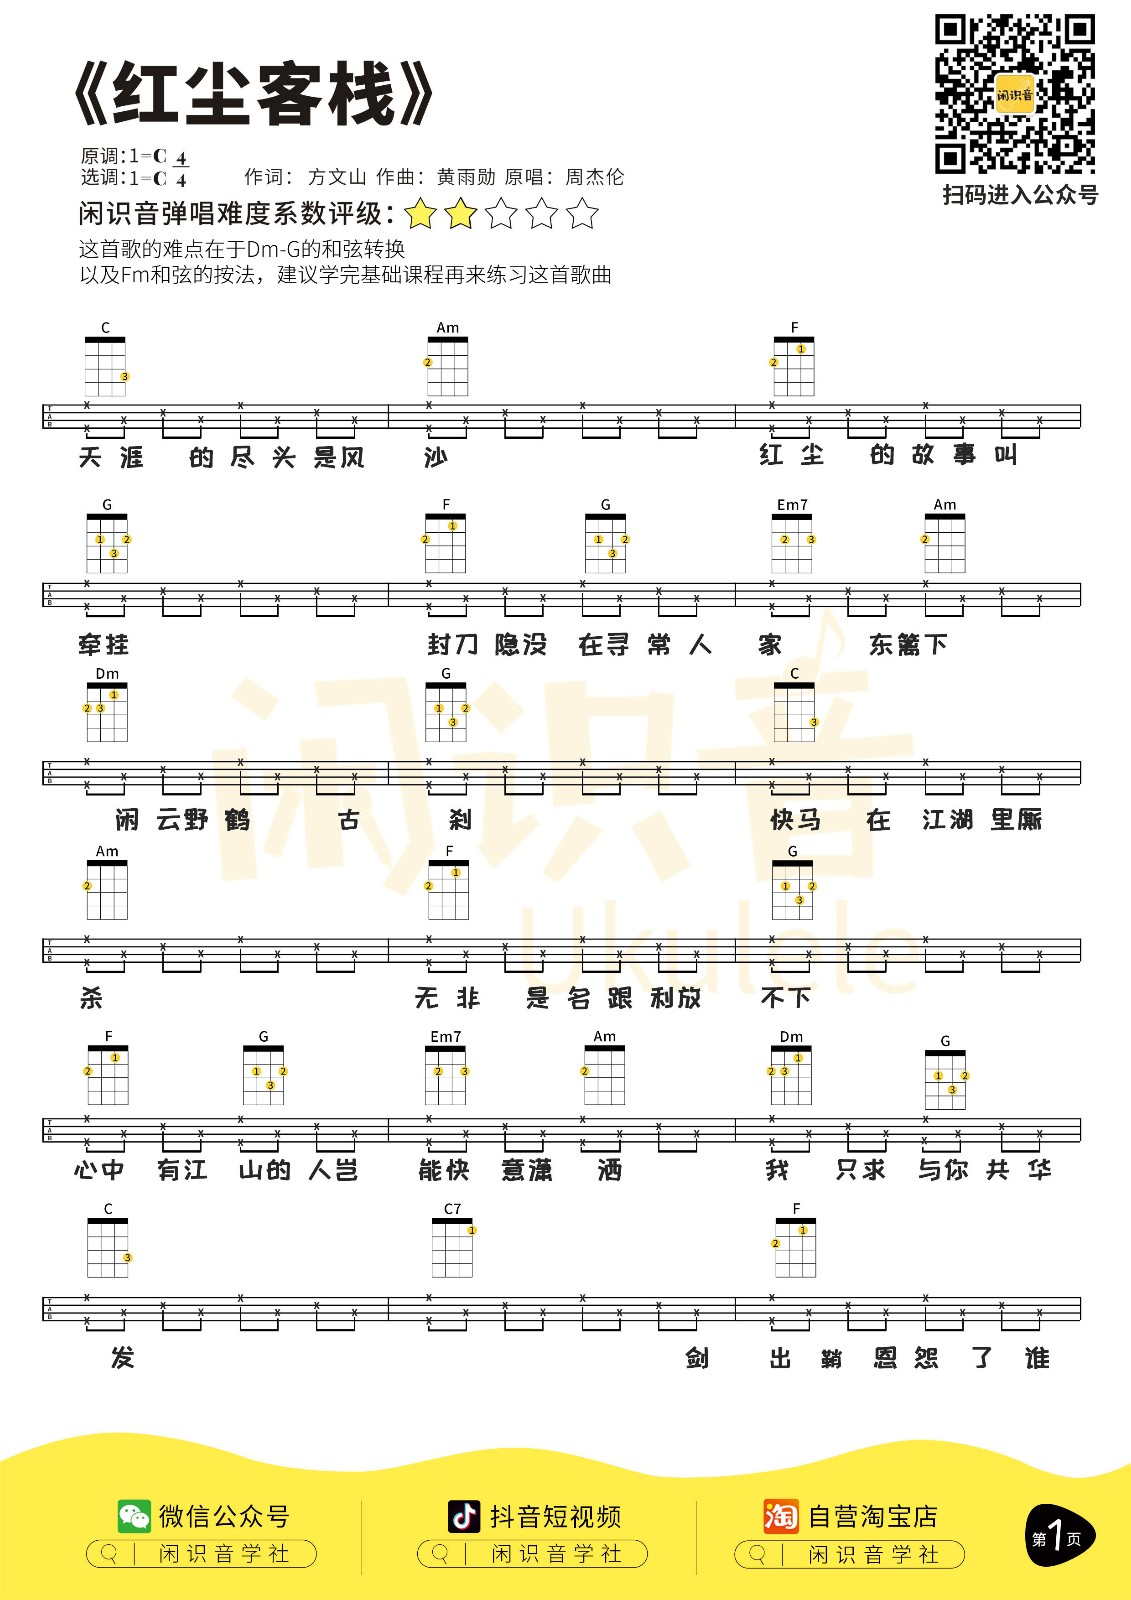 《红尘客栈》
闲识音
扫码进入公众号
原调：1=C 4/4
选调：1=C
作词： 方文山 作曲：黄雨勋 原唱：周杰伦
闲识音弹唱难度系数评级：
这首歌的难点在于Dm-G的和弦转换
以及Fm和弦的按法，建议学完基础课程再来练习这首歌曲
C Am F
天涯 的尽头是风 沙 红尘 的故事叫
G F G Em7 Am
牵挂 封刀隐没 在寻常人 家 东篱下
Dm G C
闲云野鹤 古 刹 快马 在 江湖里厮
Am F G
杀 无非 是名跟利放 不下
F G Em7 Am Dm G
心中 有江 山的人岂 能快 意潇 洒 我 只求 与你共华
C C7 F
发 剑 出鞘恩怨 了 谁
闲识音
Ukulele
微信公众号 抖音短视频 自营淘宝店
闲识音学社 闲识音学社 闲识音学社
第1页